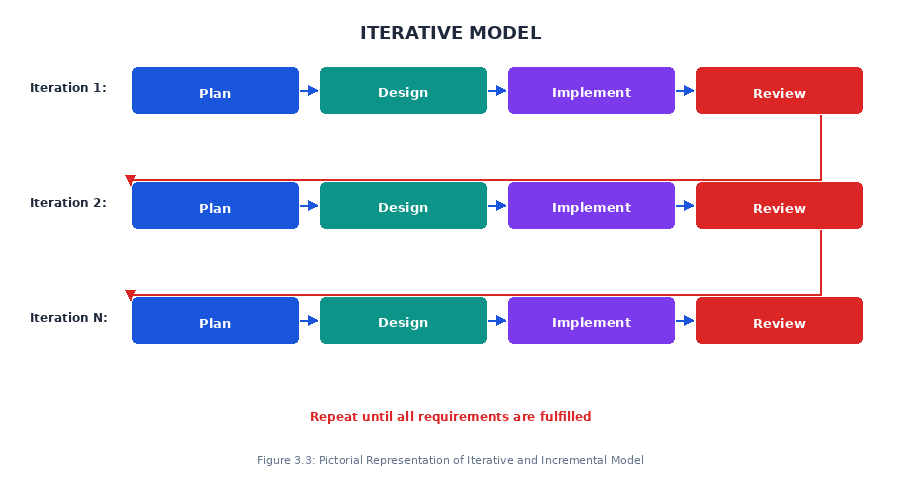 ITERATIVE MODEL
Iteration 1: Plan Design Implement Review
Iteration 2: Plan Design Implement Review
Iteration N: Plan Design Implement Review
Repeat until all requirements are fulfilled
Figure 3.3: Pictorial Representation of Iterative and Incremental Model